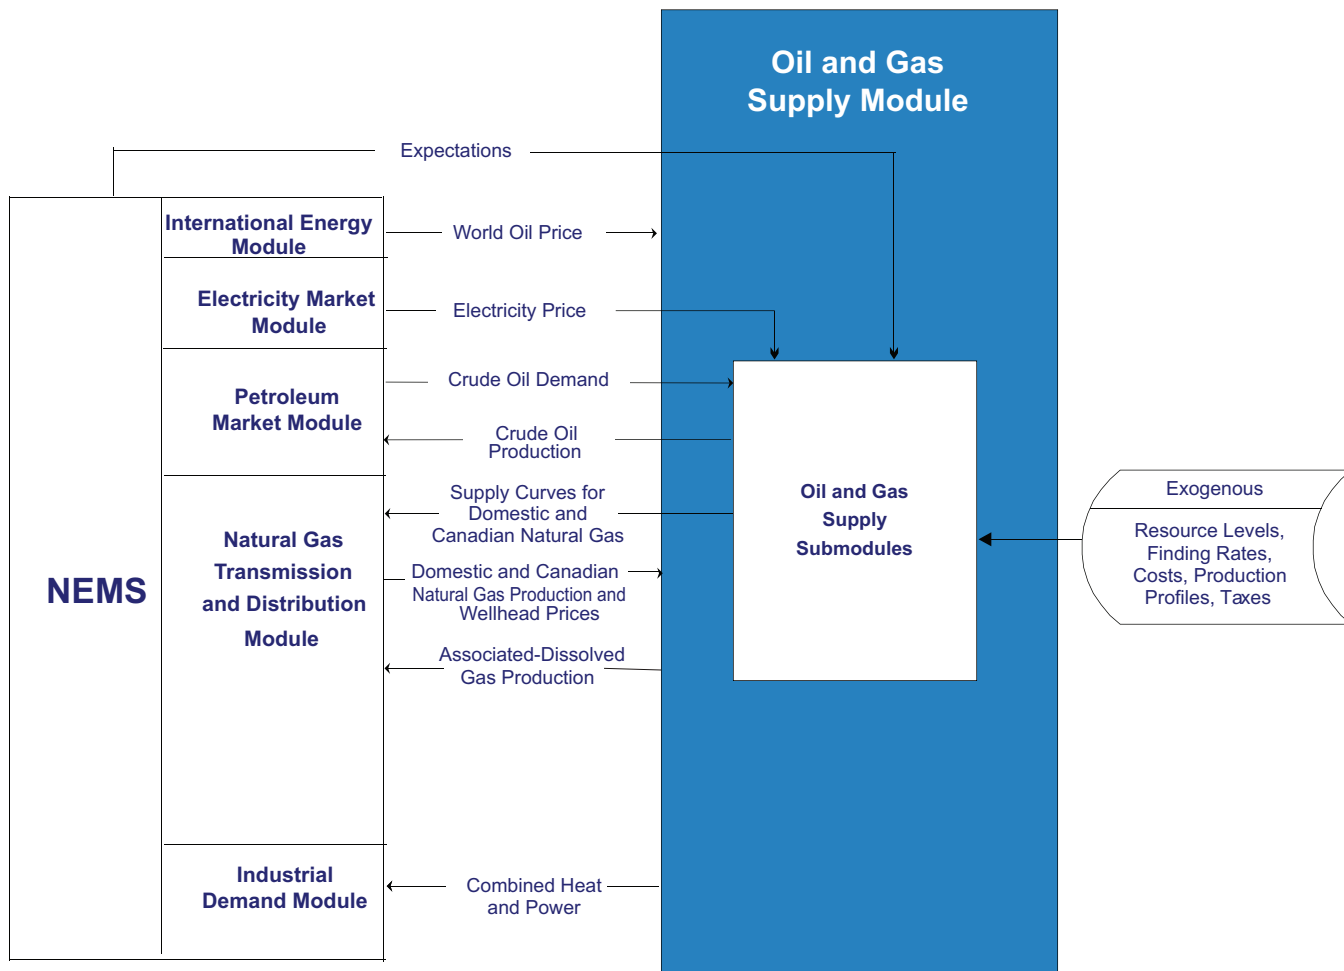 Oil and Gas
Supply Module
Expectations
International Energy
Module
World Oil Price
Electricity Market
Module
Electricity Price
Petroleum
Market Module
Crude Oil Demand
Crude Oil
Production
NEMS
Natural Gas
Transmission
and Distribution
Module
Supply Curves for
Domestic and
Canadian Natural Gas
Domestic and Canadian
Natural Gas Production and
Wellhead Prices
Associated-Dissolved
Gas Production
Industrial
Demand Module
Combined Heat
and Power
Oil and Gas
Supply
Submodules
Exogenous
Resource Levels,
Finding Rates,
Costs, Production
Profiles, Taxes